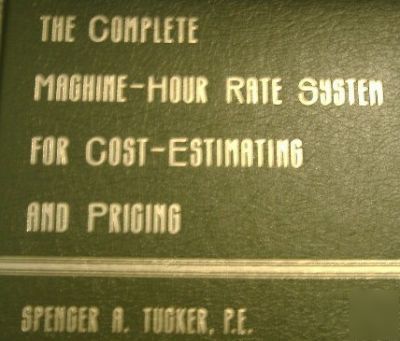 THE COMPLETE
MACHINE-HOUR RATE SYSTEM
FOR COST-ESTIMATING
AND PRICING
SPENCER A. TUCKER, P.E.